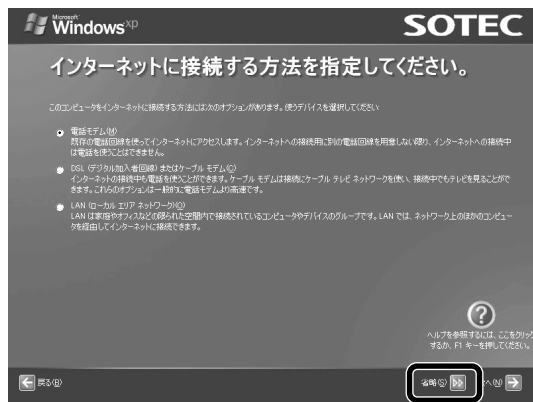 Microsoft
Windows xp
SOTEC
インターネットに接続する方法を指定してください。
このコンピュータをインターネットに接続する方法には次のオプションがあります。使うデバイスを選択してください
電話モデム(M)
既存の電話回線を使ってインターネットにアクセスします。インターネットへの接続用に別の電話回線を用意しない限り、インターネットへの接続中
は電話を使うことはできません。
DSL (デジタル加入者回線) またはケーブル モデム(C)
インターネットの接続中も電話を使うことができます。ケーブル モデムは接続にケーブル テレビ ネットワークを使い、接続中でもテレビを見ることがで
きます。これらのオプションは一般的に電話モデムより高速です。
LAN (ローカル エリア ネットワーク)(O)
LAN は家庭やオフィスなどの限られた空間内で接続されているコンピュータやデバイスのグループです。LAN では、ネットワーク上のほかのコンピュー
タを経由してインターネットに接続できます。
ヘルプを参照するには、ここをクリック
するか、F1 キーを押してください。
戻る(B)
省略(S)
へ(N)